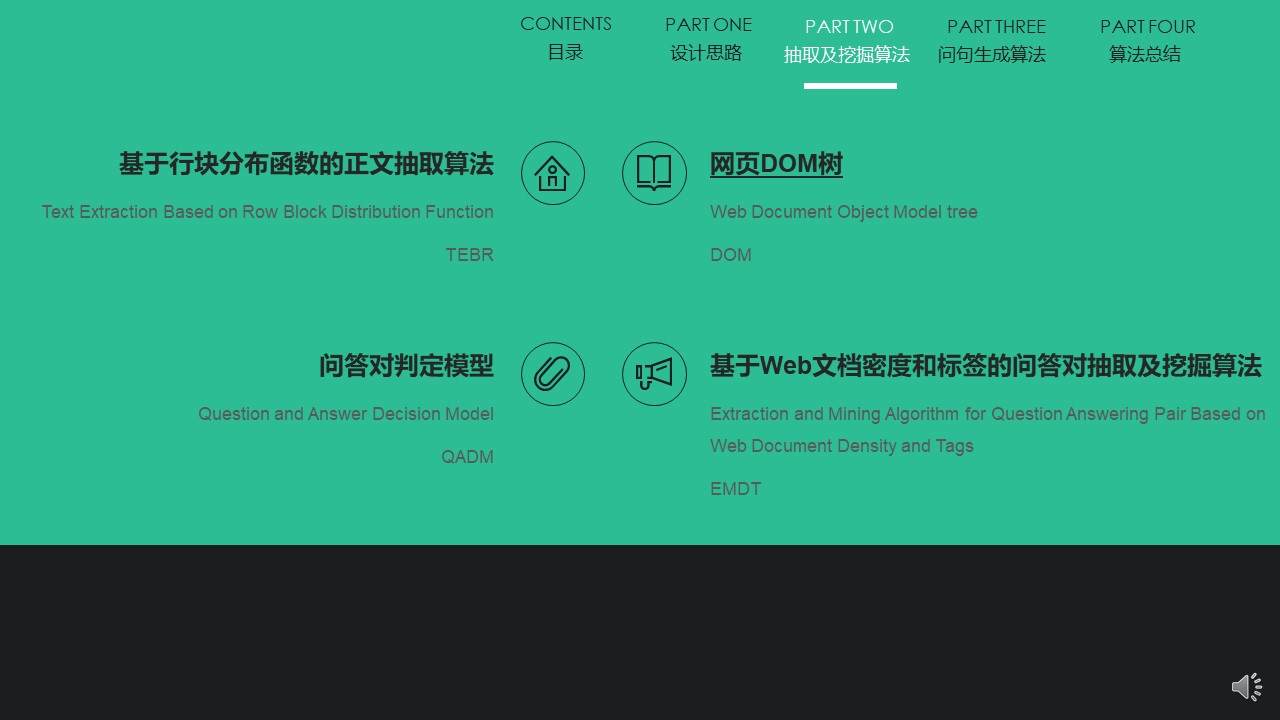 CONTENTS
目录
PART ONE
设计思路
PART TWO
抽取及挖掘算法
PART THREE
问句生成算法
PART FOUR
算法总结
基于行块分布函数的正文抽取算法
Text Extraction Based on Row Block Distribution Function
TEBR
网页DOM树
Web Document Object Model tree
DOM
问答对判定模型
Question and Answer Decision Model
QADM
基于Web文档密度和标签的问答对抽取及挖掘算法
Extraction and Mining Algorithm for Question Answering Pair Based on
Web Document Density and Tags
EMDT